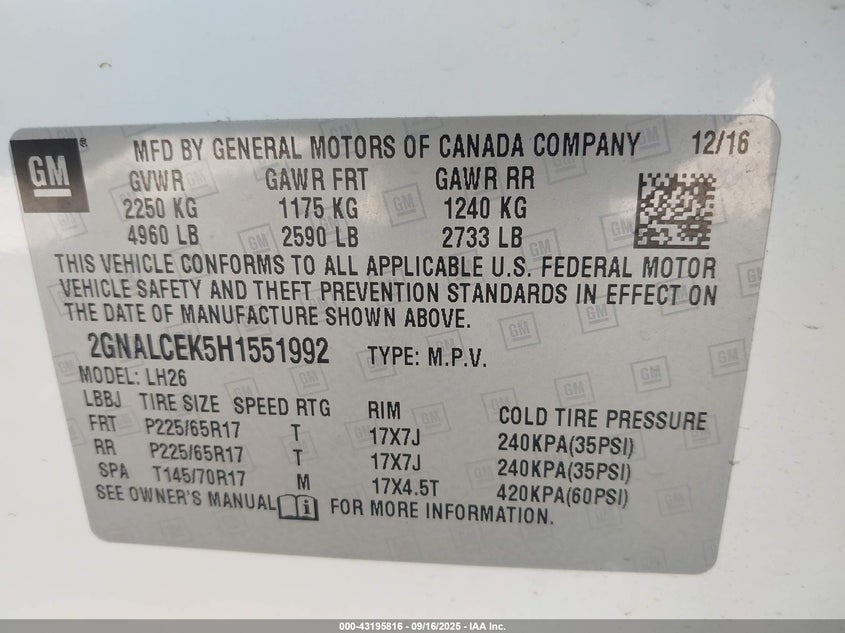 GM® MFD BY GENERAL MOTORS OF CANADA COMPANY 12/16
GVWR GAWR FRT GAWR RR
2250 KG 1175 KG 1240 KG
4960 LB 2590 LB 2733 LB
THIS VEHICLE CONFORMS TO ALL APPLICABLE U.S. FEDERAL MOTOR
VEHICLE SAFETY AND THEFT PREVENTION STANDARDS IN EFFECT ON
THE DATE OF MANUFACTURE SHOWN ABOVE.
2GNALCEK5H1551992 TYPE: M.P.V.
MODEL: LH26
LBBJ TIRE SIZE SPEED RTG RIM COLD TIRE PRESSURE
FRT P225/65R17 T 17X7J 240KPA(35PSI)
RR P225/65R17 T 17X7J 240KPA(35PSI)
SPA T145/70R17 M 17X4.5T 420KPA(60PSI)
SEE OWNER'S MANUAL i FOR MORE INFORMATION.
000-43195816 - 09/16/2025 - IAA Inc.